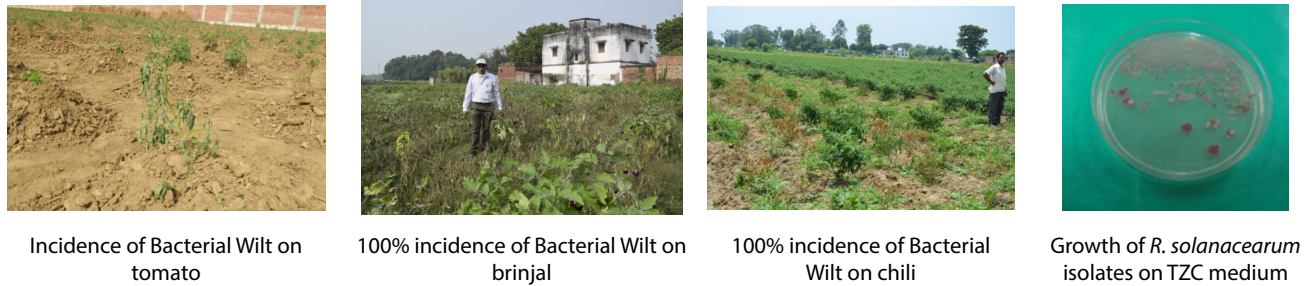 Incidence of Bacterial Wilt on
tomato
100% incidence of Bacterial Wilt on
brinjal
100% incidence of Bacterial
Wilt on chili
Growth of R. solanacearum
isolates on TZC medium